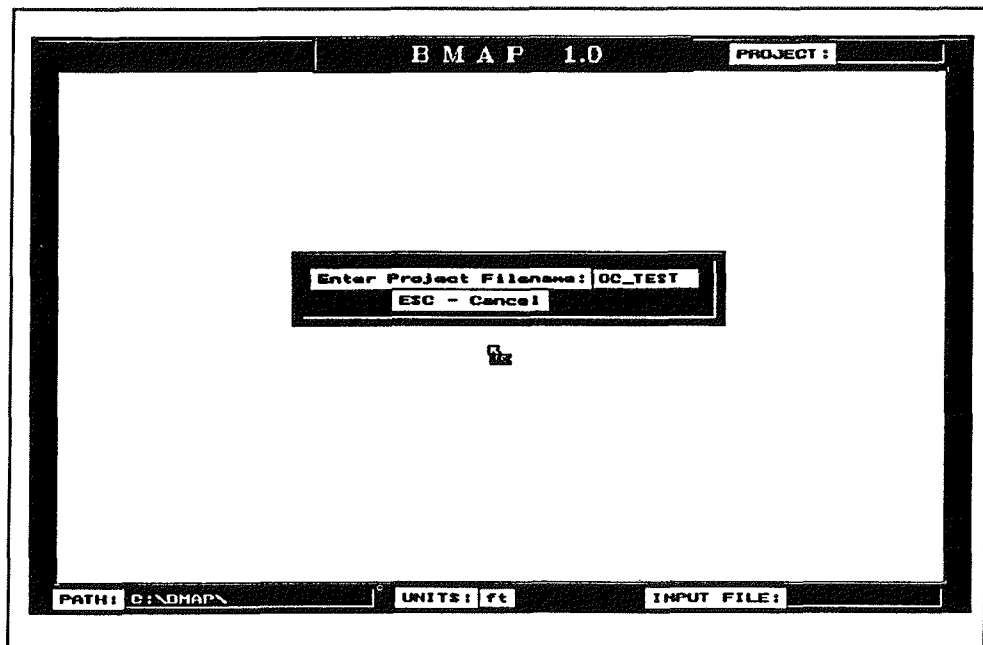 BMAP 1.0 PROJECT:
Enter Project Filename: OC_TEST
ESC - Cancel
PATH: C:\BMAP\ UNITS: ft INPUT FILE: